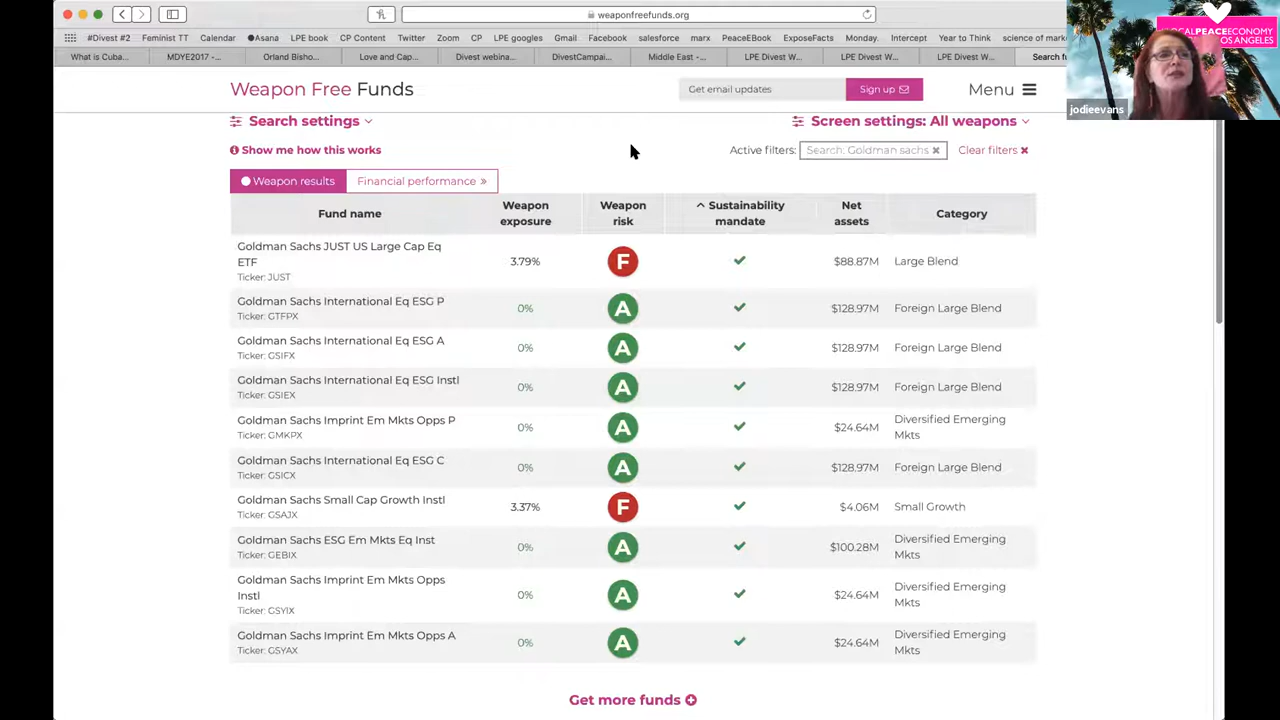 weaponfreefunds.org
#Divest #2 Feminist TT Calendar Asana LPE book CP Content Twitter Zoom CP LPE googles Gmail Facebook salesforce marx PeaceEBook ExposeFacts Monday. Intercept Year to Think science of market
What is Cuba... MDYE2017 -... Orland Bisho... Love and Cap... Divest webina... DivestCampai... Middle East -... LPE Divest W... LPE Divest W... LPE Divest W... Search fu
LOCALPEACEECONOMY
LOS ANGELES
jodieevans
Weapon Free Funds
Get email updates
Sign up
Menu
Search settings
Screen settings: All weapons
Show me how this works
Active filters: Search: Goldman sachs × Clear filters ×
Weapon results
Financial performance »
Fund name Weapon exposure Weapon risk Sustainability mandate Net assets Category
Goldman Sachs JUST US Large Cap Eq
ETF
Ticker: JUST
3.79% F $88.87M Large Blend
Goldman Sachs International Eq ESG P
Ticker: GTFPX
0% A $128.97M Foreign Large Blend
Goldman Sachs International Eq ESG A
Ticker: GSIFX
0% A $128.97M Foreign Large Blend
Goldman Sachs International Eq ESG Instl
Ticker: GSIEX
0% A $128.97M Foreign Large Blend
Goldman Sachs Imprint Em Mkts Opps P
Ticker: GMKPX
0% A $24.64M Diversified Emerging
Mkts
Goldman Sachs International Eq ESG C
Ticker: GSICX
0% A $128.97M Foreign Large Blend
Goldman Sachs Small Cap Growth Instl
Ticker: GSAJX
3.37% F $4.06M Small Growth
Goldman Sachs ESG Em Mkts Eq Inst
Ticker: GEBIX
0% A $100.28M Diversified Emerging
Mkts
Goldman Sachs Imprint Em Mkts Opps
Instl
Ticker: GSYIX
0% A $24.64M Diversified Emerging
Mkts
Goldman Sachs Imprint Em Mkts Opps A
Ticker: GSYAX
0% A $24.64M Diversified Emerging
Mkts
Get more funds